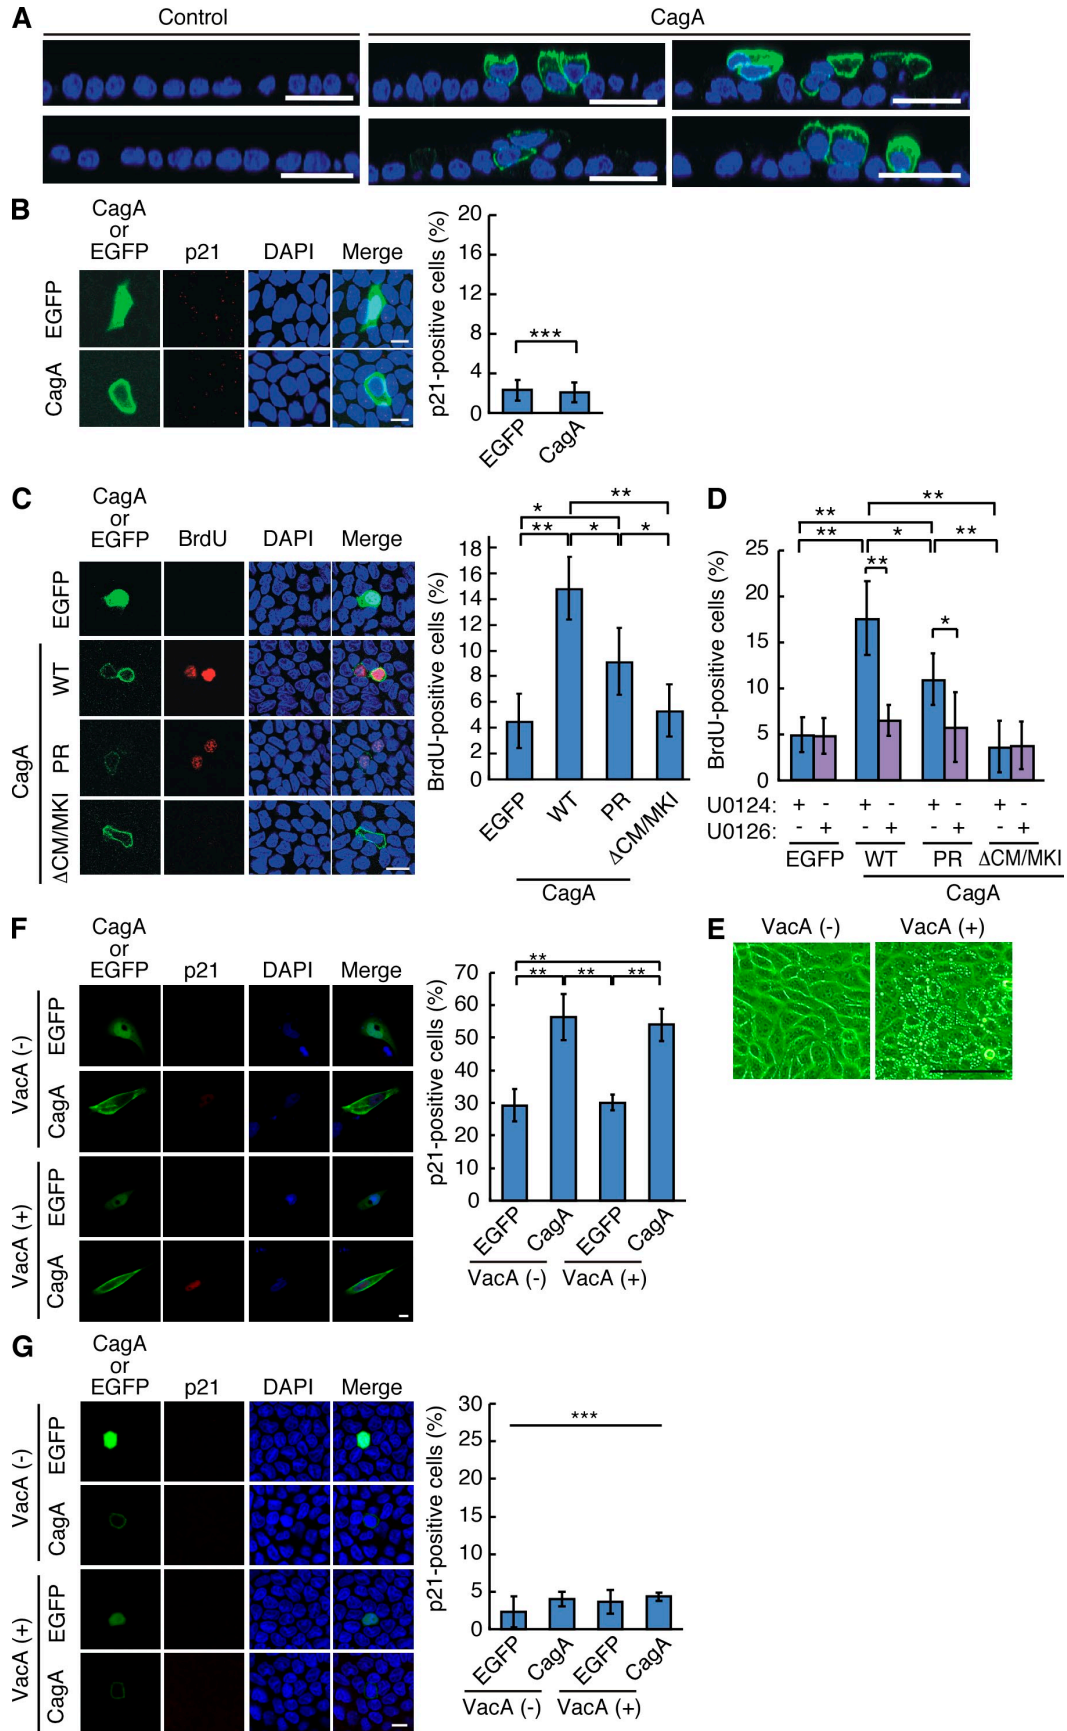 A
Control
CagA
B
CagA
or
EGFP
p21
DAPI
Merge
EGFP
CagA
p21-positive cells (%)
20
16
12
8
4
0
***
EGFP
CagA
C
CagA
or
EGFP
BrdU
DAPI
Merge
EGFP
WT
PR
ΔCM/MKI
CagA
BrdU-positive cells (%)
18
16
14
12
10
8
6
4
2
0
**
*
**
*
*
EGFP
WT
PR
ΔCM/MKI
CagA
D
BrdU-positive cells (%)
25
20
15
10
5
0
**
**
**
*
**
**
*
U0124: + - + - + - + -
U0126: - + - + - + - +
EGFP WT PR ΔCM/MKI
CagA
F
CagA
or
EGFP
p21
DAPI
Merge
VacA (-)
EGFP
CagA
VacA (+)
EGFP
CagA
p21-positive cells (%)
70
60
50
40
30
20
10
0
**
** ** **
EGFP
CagA
EGFP
CagA
VacA (-) VacA (+)
E
VacA (-) VacA (+)
G
CagA
or
EGFP
p21
DAPI
Merge
VacA (-)
EGFP
CagA
VacA (+)
EGFP
CagA
p21-positive cells (%)
30
25
20
15
10
5
0
***
EGFP
CagA
EGFP
CagA
VacA (-) VacA (+)